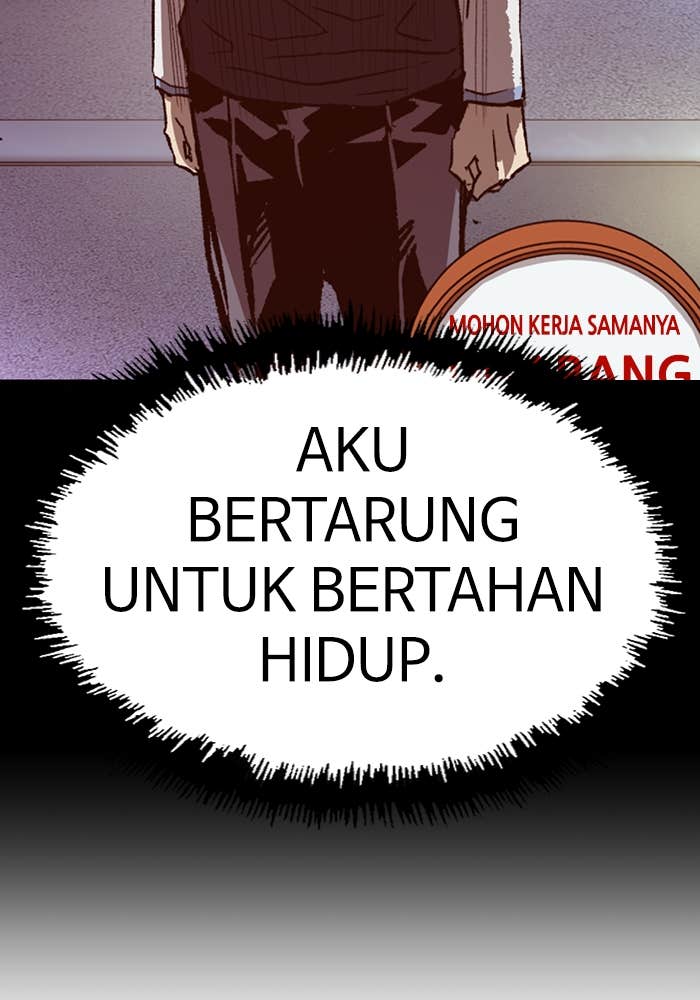 MOHON KERJA SAMANYA
AKU
BERTARUNG
UNTUK BERTAHAN
HIDUP.